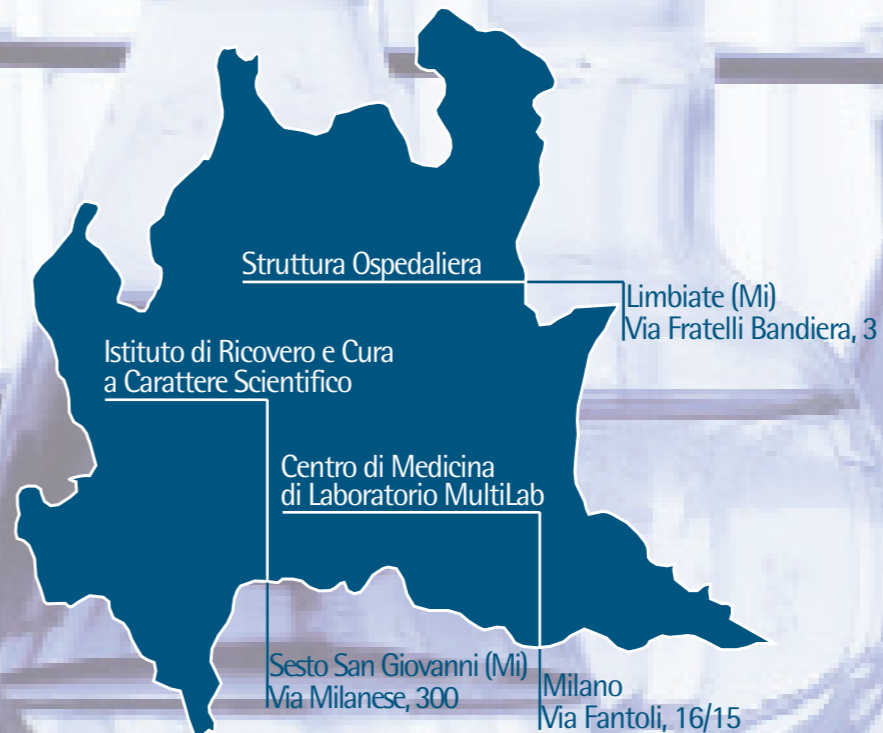 Struttura Ospedaliera
Limbiate (Mi)
Via Fratelli Bandiera, 3
Istituto di Ricovero e Cura
a Carattere Scientifico
Centro di Medicina
di Laboratorio MultiLab
Sesto San Giovanni (Mi)
Via Milanese, 300
Milano
Via Fantoli, 16/15